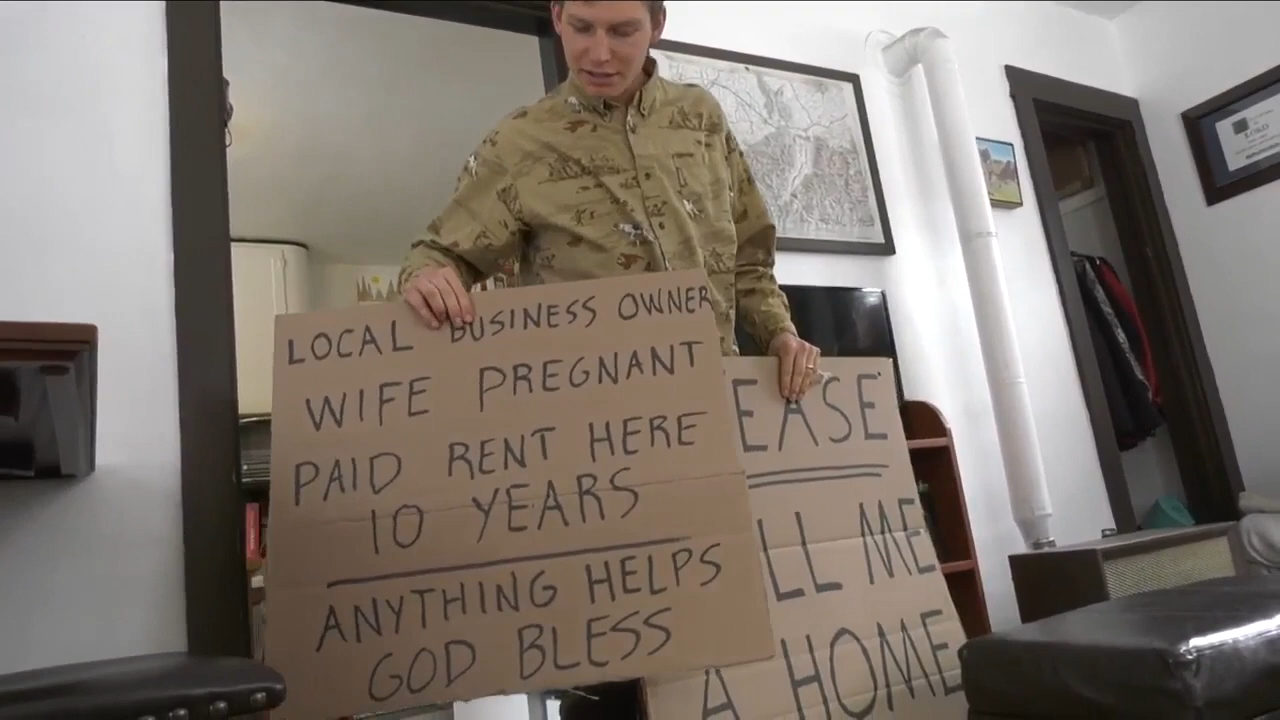 LOCAL BUSINESS OWNER
WIFE PREGNANT
PAID RENT HERE
10 YEARS
ANYTHING HELPS
GOD BLESS
EASE
LL ME
A HOME